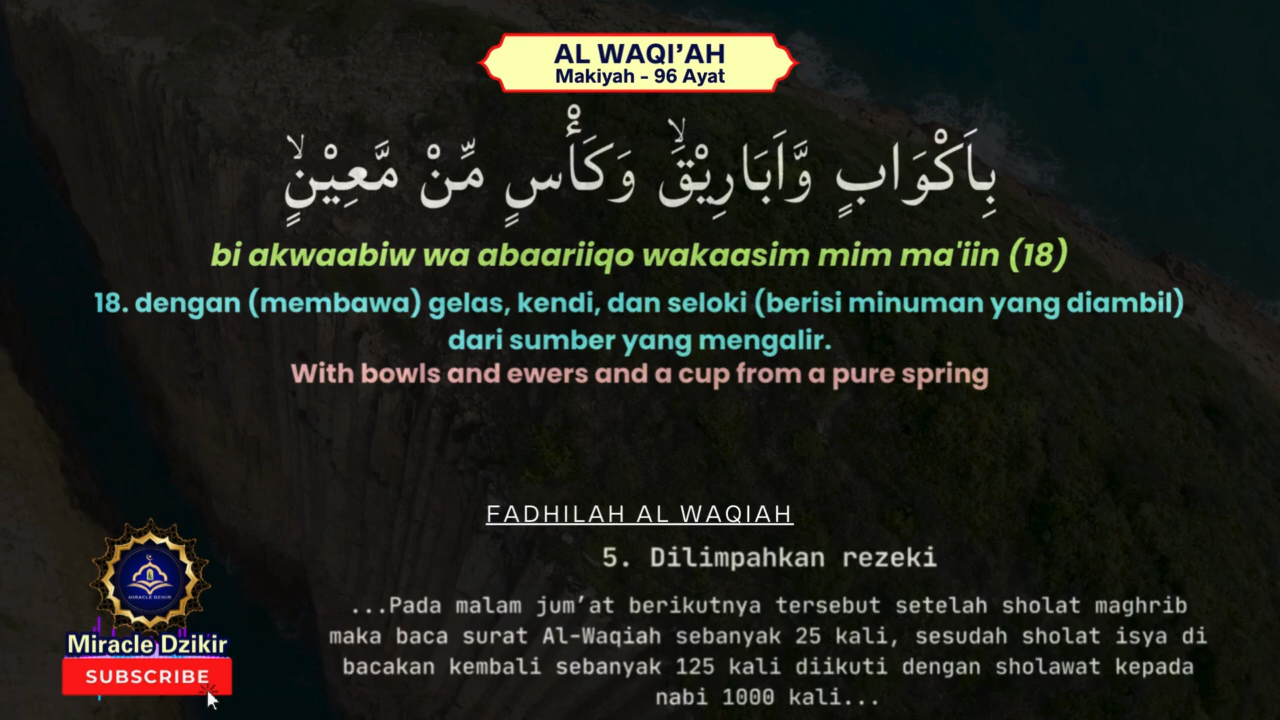 AL WAQI’AH
Makiyah - 96 Ayat
بِاَكْوَابٍ وَّاَبَارِيْقَۙ وَكَأْسٍ مِّنْ مَّعِيْنٍۙ
bi akwaabiw wa abaariiqo wakaasim mim ma'iin (18)
18. dengan (membawa) gelas, kendi, dan seloki (berisi minuman yang diambil)
dari sumber yang mengalir.
With bowls and ewers and a cup from a pure spring
FADHILAH AL WAQIAH
5. Dilimpahkan rezeki
...Pada malam jum’at berikutnya tersebut setelah sholat maghrib
maka baca surat Al-Waqiah sebanyak 25 kali, sesudah sholat isya di
bacakan kembali sebanyak 125 kali diikuti dengan sholawat kepada
nabi 1000 kali...
MIRACLE DZIKIR
Miracle Dzikir
SUBSCRIBE